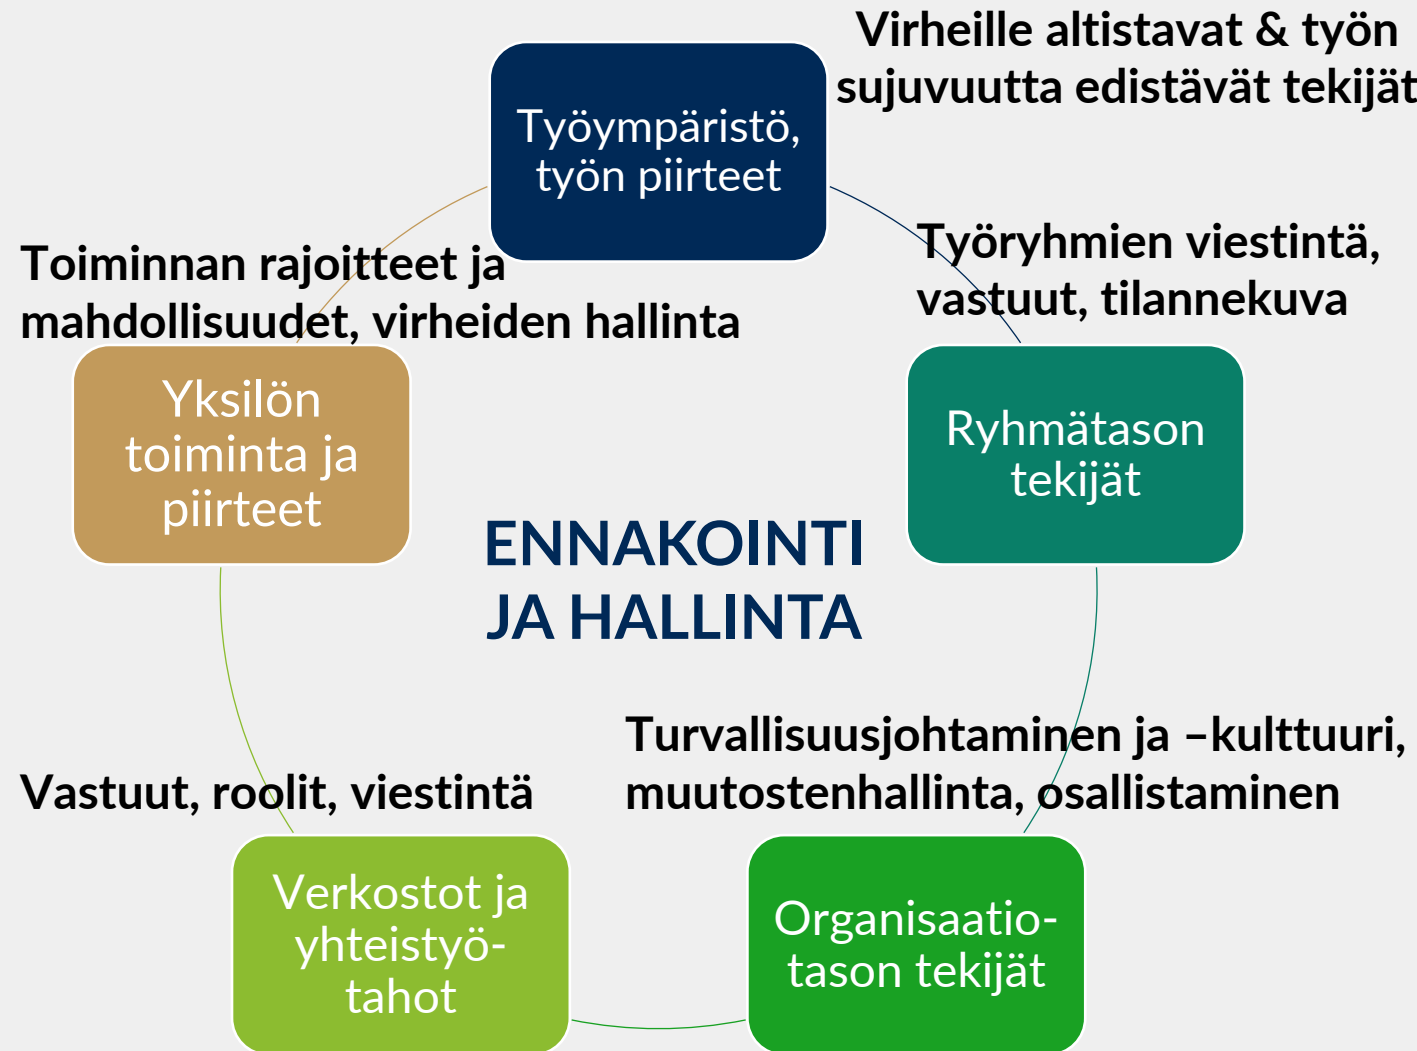 Virheille altistavat & työn
sujuvuutta edistävät tekijät
Työympäristö,
työn piirteet
Työryhmien viestintä,
vastuut, tilannekuva
Toiminnan rajoitteet ja
mahdollisuudet, virheiden hallinta
Yksilön
toiminta ja
piirteet
Ryhmätason
tekijät
ENNAKOINTI
JA HALLINTA
Turvallisuusjohtaminen ja –kulttuuri,
muutostenhallinta, osallistaminen
Vastuut, roolit, viestintä
Verkostot ja
yhteistyö-
tahot
Organisaatio-
tason tekijät